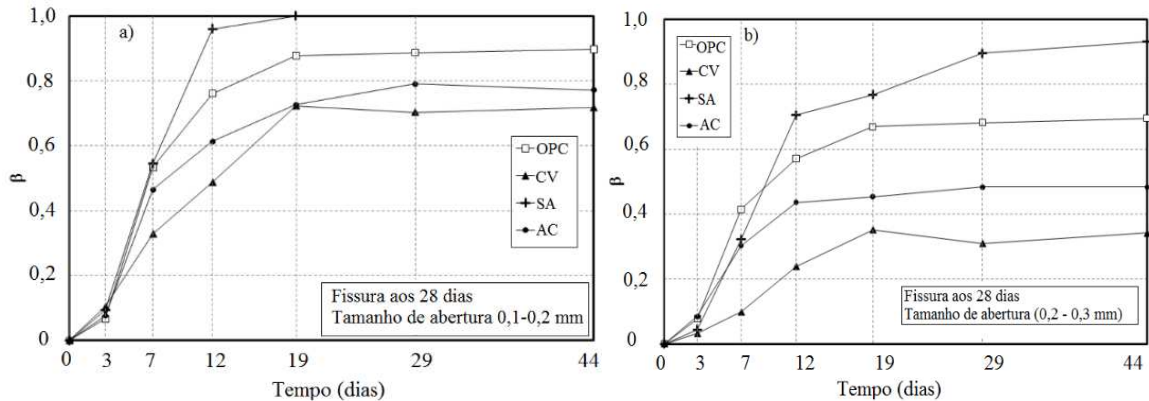 a)
1,0
0,8
0,6
0,4
0,2
0
β
OPC
CV
SA
AC
Fissura aos 28 dias
Tamanho de abertura 0,1-0,2 mm
0 3 7 12 19 29 44
Tempo (dias)
b)
1,0
0,8
0,6
0,4
0,2
0
β
OPC
CV
SA
AC
Fissura aos 28 dias
Tamanho de abertura (0,2 - 0,3 mm)
0 3 7 12 19 29 44
Tempo (dias)